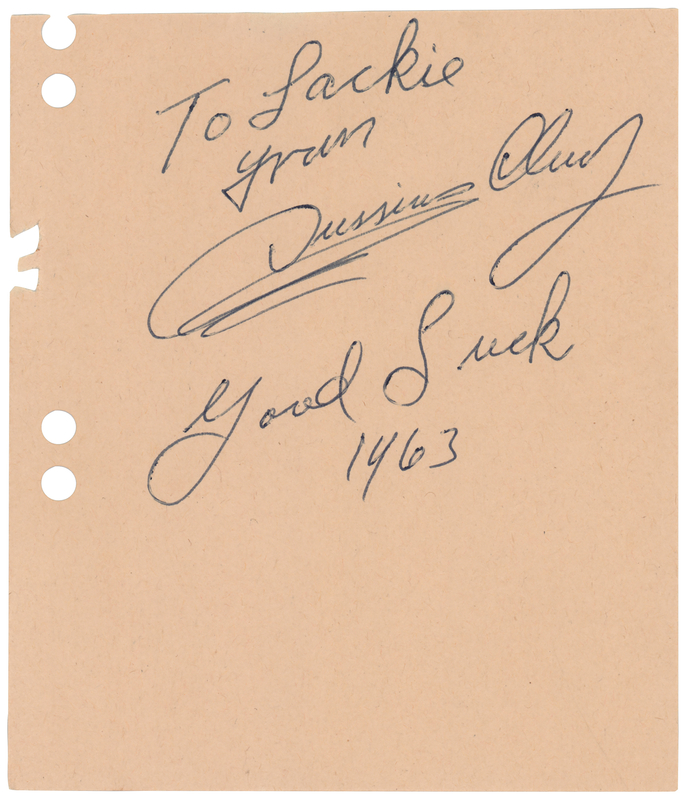 To Jackie
from
Cassius Clay
Good Luck
1963